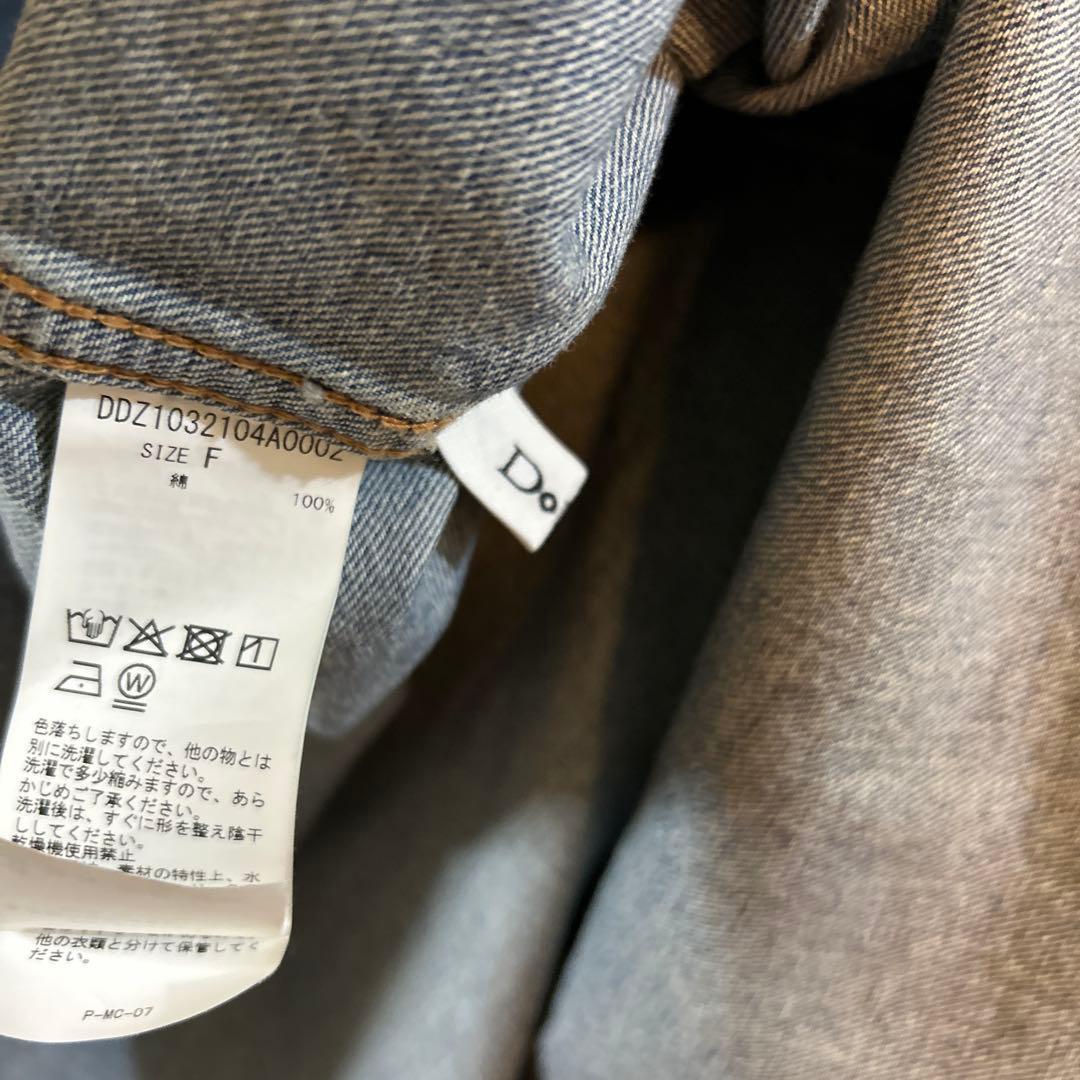 DDZ1032104A0002
SIZE F
綿
100%
D
W
色落ちしますので、他の物とは
別に洗濯してください。
洗濯で多少縮みますので、あら
かじめご了承ください。
洗濯後は、すぐに形を整え陰干
ししてください。
乾燥機使用禁止
素材の特性上、水
他の衣類と分けて保管してく
ださい。
P-MC-07